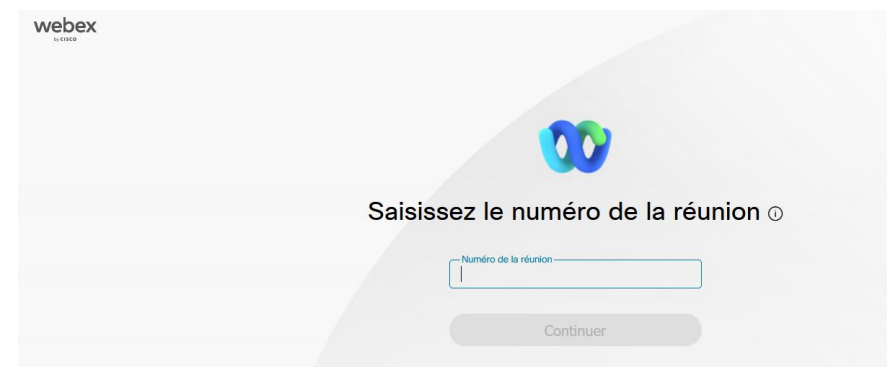 webex
by CISCO
Saisissez le numéro de la réunion
Numéro de la réunion
Continuer